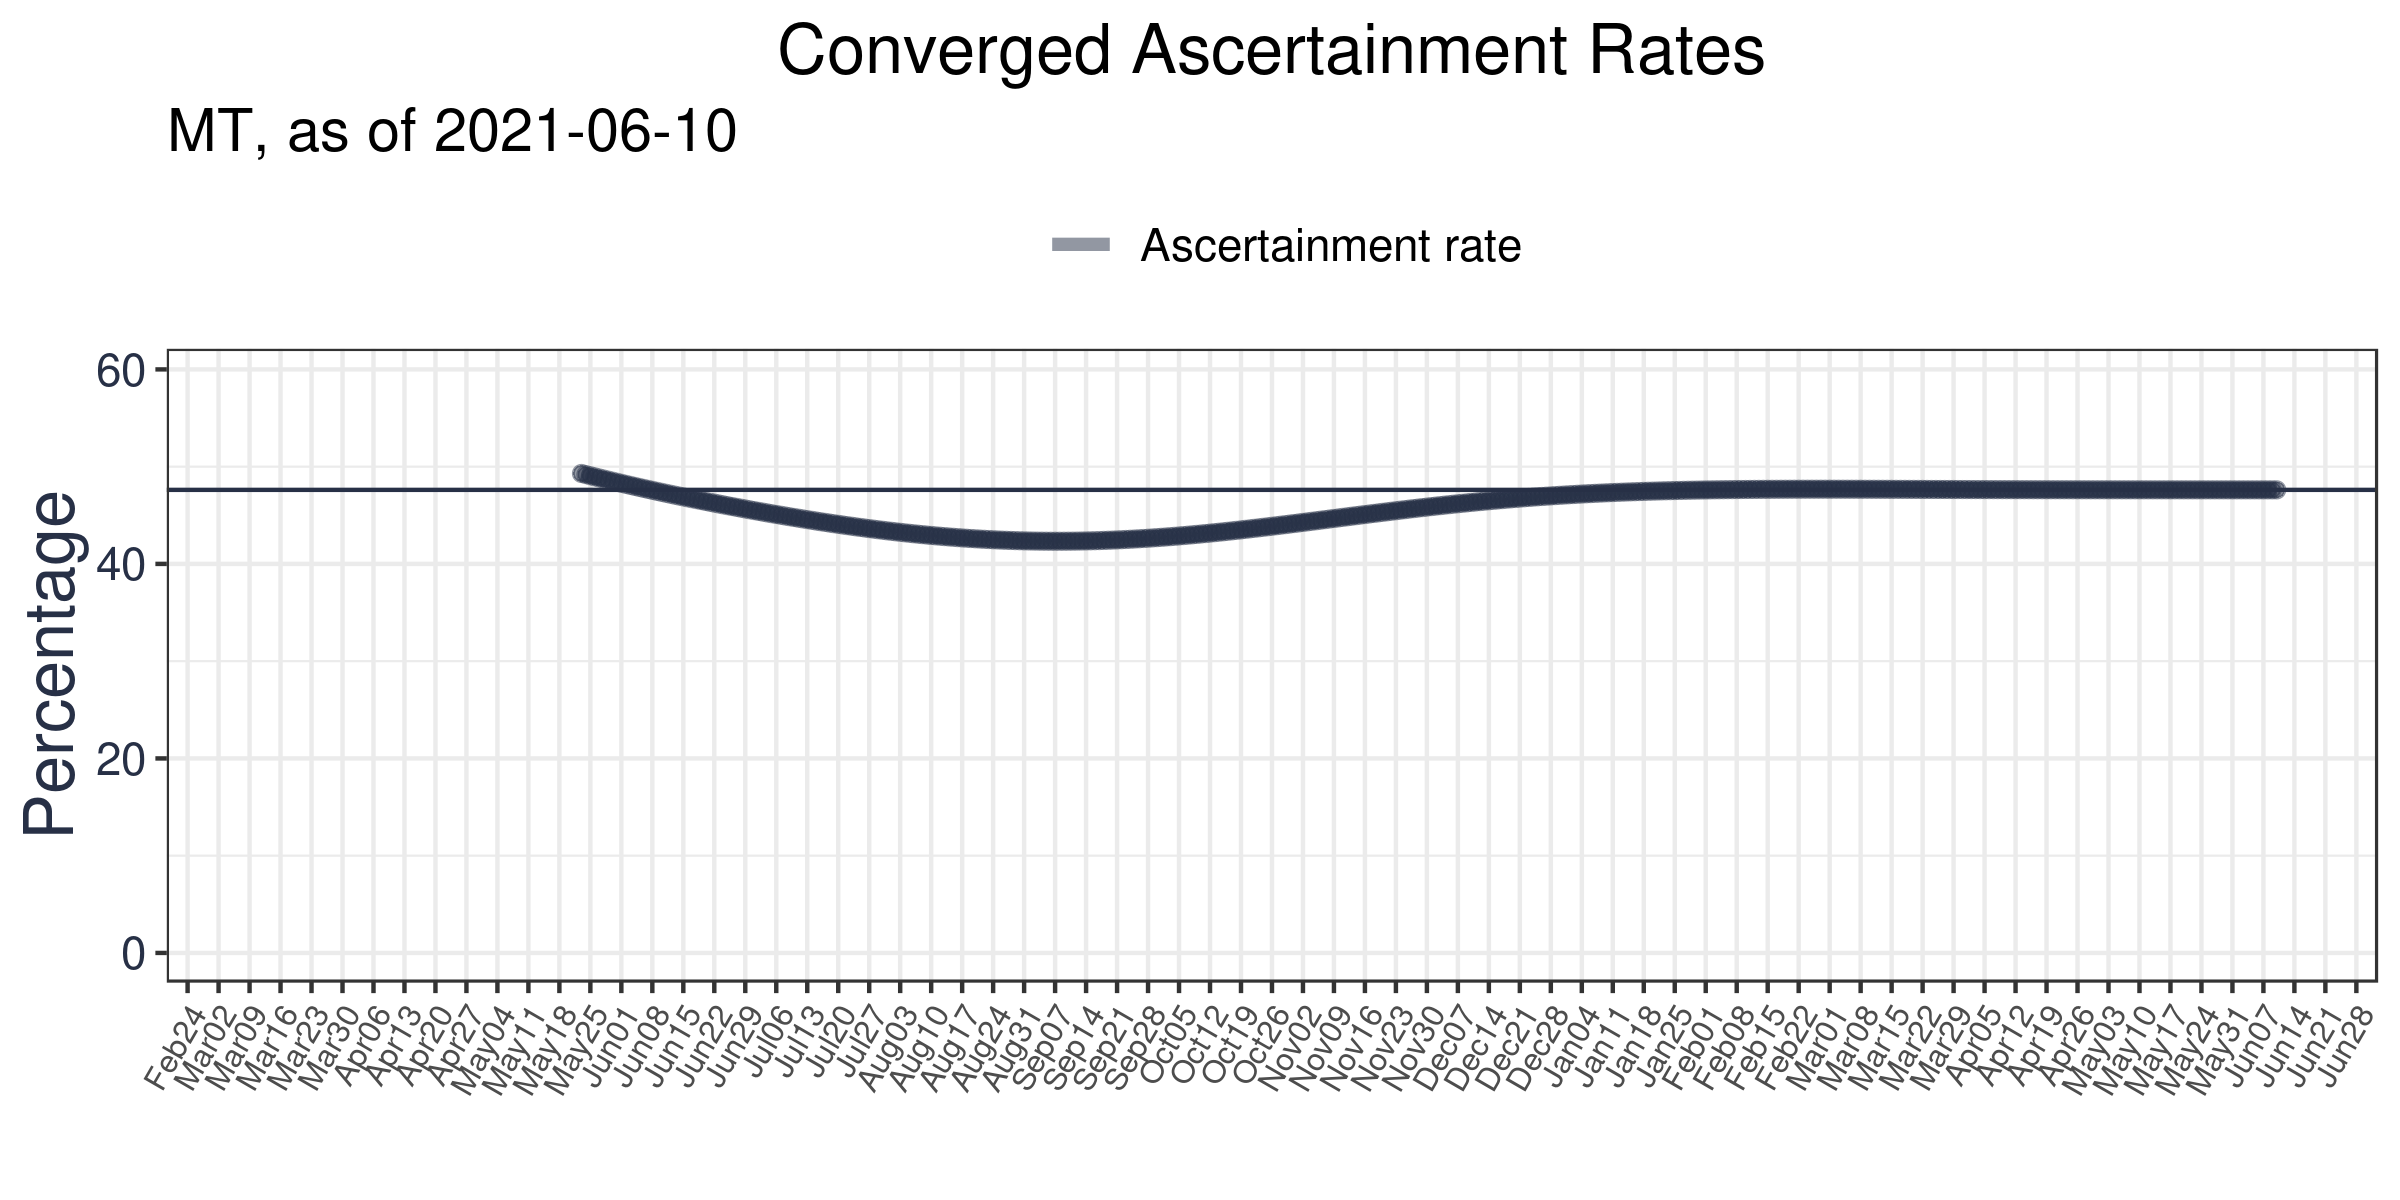 Converged Ascertainment Rates
MT, as of 2021-06-10
Ascertainment rate
Percentage
60
40
20
0
Feb24 Mar02 Mar09 Mar16 Mar23 Mar30 Apr06 Apr13 Apr20 Apr27 May04 May11 May18 May25 Jun01 Jun08 Jun15 Jun22 Jun29 Jul06 Jul13 Jul20 Jul27 Aug03 Aug10 Aug17 Aug24 Aug31 Sep07 Sep14 Sep21 Sep28 Oct05 Oct12 Oct19 Oct26 Nov02 Nov09 Nov16 Nov23 Nov30 Dec07 Dec14 Dec21 Dec28 Jan04 Jan11 Jan18 Jan25 Feb01 Feb08 Feb15 Feb22 Mar01 Mar08 Mar15 Mar22 Mar29 Apr05 Apr12 Apr19 Apr26 May03 May10 May17 May24 May31 Jun07 Jun14 Jun21 Jun28